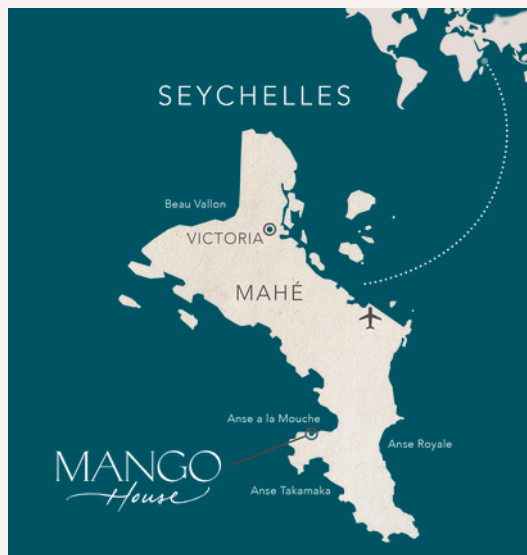 SEYCHELLES
Beau Vallon
VICTORIA
MAHÉ
Anse a la Mouche
Anse Royale
MANGO
House
Anse Takamaka